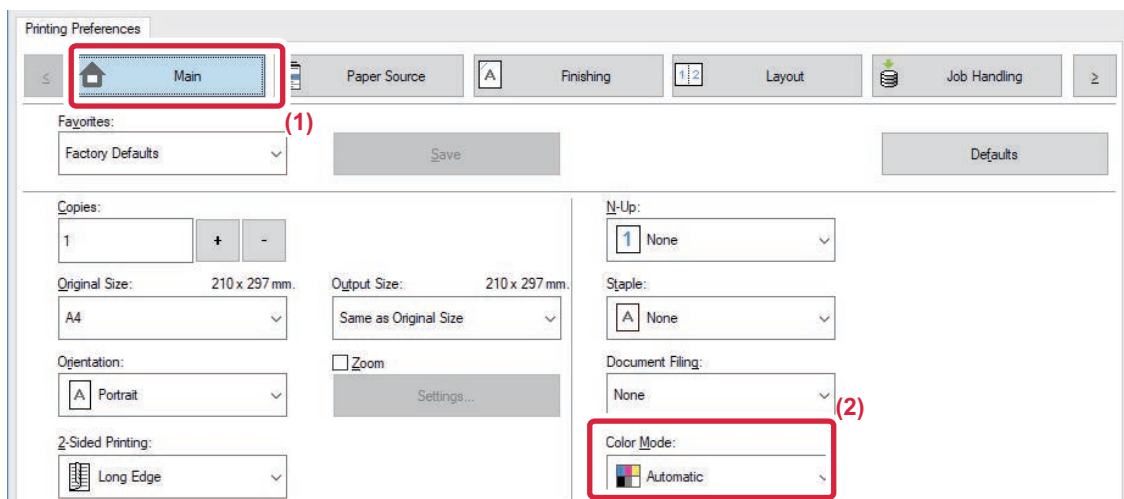 Printing Preferences
< Main Paper Source A Finishing 1 2 Layout Job Handling >
(1)
Favorites:
Factory Defaults Save Defaults
Copies: N-Up:
1 + - 1 None
Original Size: 210 x 297 mm. Output Size: 210 x 297 mm. Staple:
A4 Same as Original Size A None
Orientation: Zoom Document Filing:
A Portrait Settings... None
(2)
2-Sided Printing: Color Mode:
Long Edge Automatic